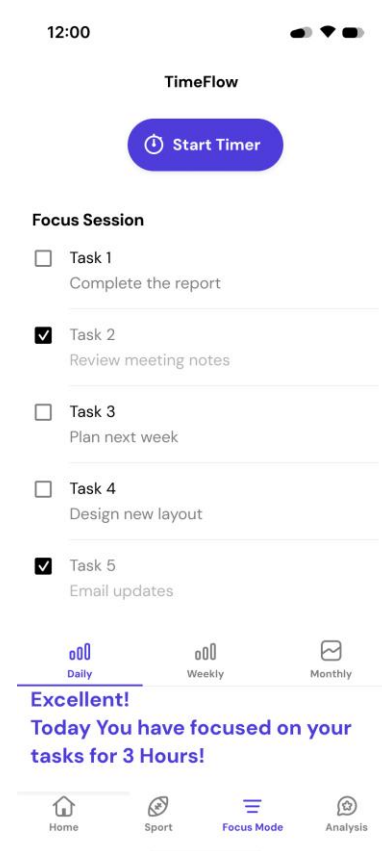 12:00
TimeFlow
Start Timer
Focus Session
Task 1
Complete the report
Task 2
Review meeting notes
Task 3
Plan next week
Task 4
Design new layout
Task 5
Email updates
Daily Weekly Monthly
Excellent!
Today You have focused on your
tasks for 3 Hours!
Home Sport Focus Mode Analysis